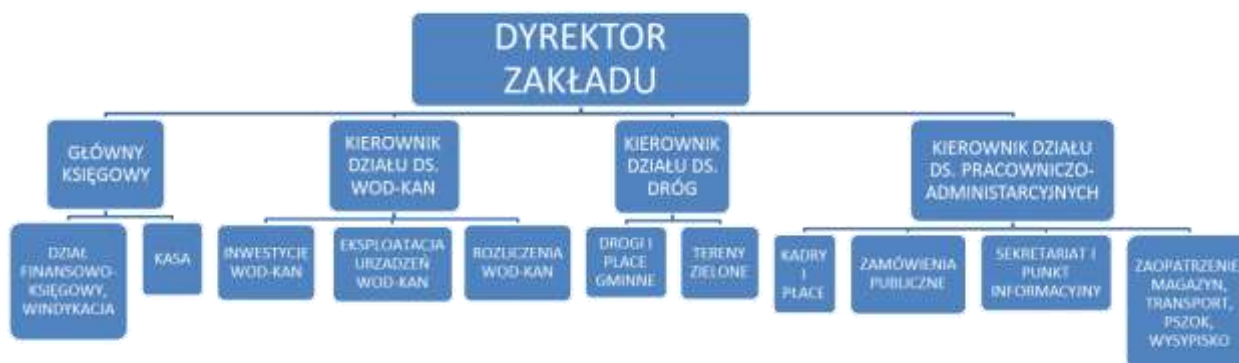 DYREKTOR
ZAKŁADU
GŁÓWNY
KSIĘGOWY
KIEROWNIK
DZIAŁU DS.
WOD-KAN
KIEROWNIK
DZIAŁU DS.
DRÓG
KIEROWNIK DZIAŁU
DS. PRACOWNICZO-
ADMINISTARCYJNYCH
DZIAŁ
FINANSOWO-
KSIĘGOWY,
WINDYKACJA
KASA
INWESTYCJE
WOD-KAN
EKSPLOATACJA
URZADZEŃ
WOD-KAN
ROZLICZENIA
WOD-KAN
DROGI I
PLACE
GMINNE
TERENY
ZIELONE
KADRY
I
PŁACE
ZAMÓWIENIA
PUBLICZNE
SEKRETARIAT I
PUNKT
INFORMACYJNY
ZAOPATRZENIE,
MAGAZYN,
TRANSPORT,
PSZOK,
WYSYPISKO